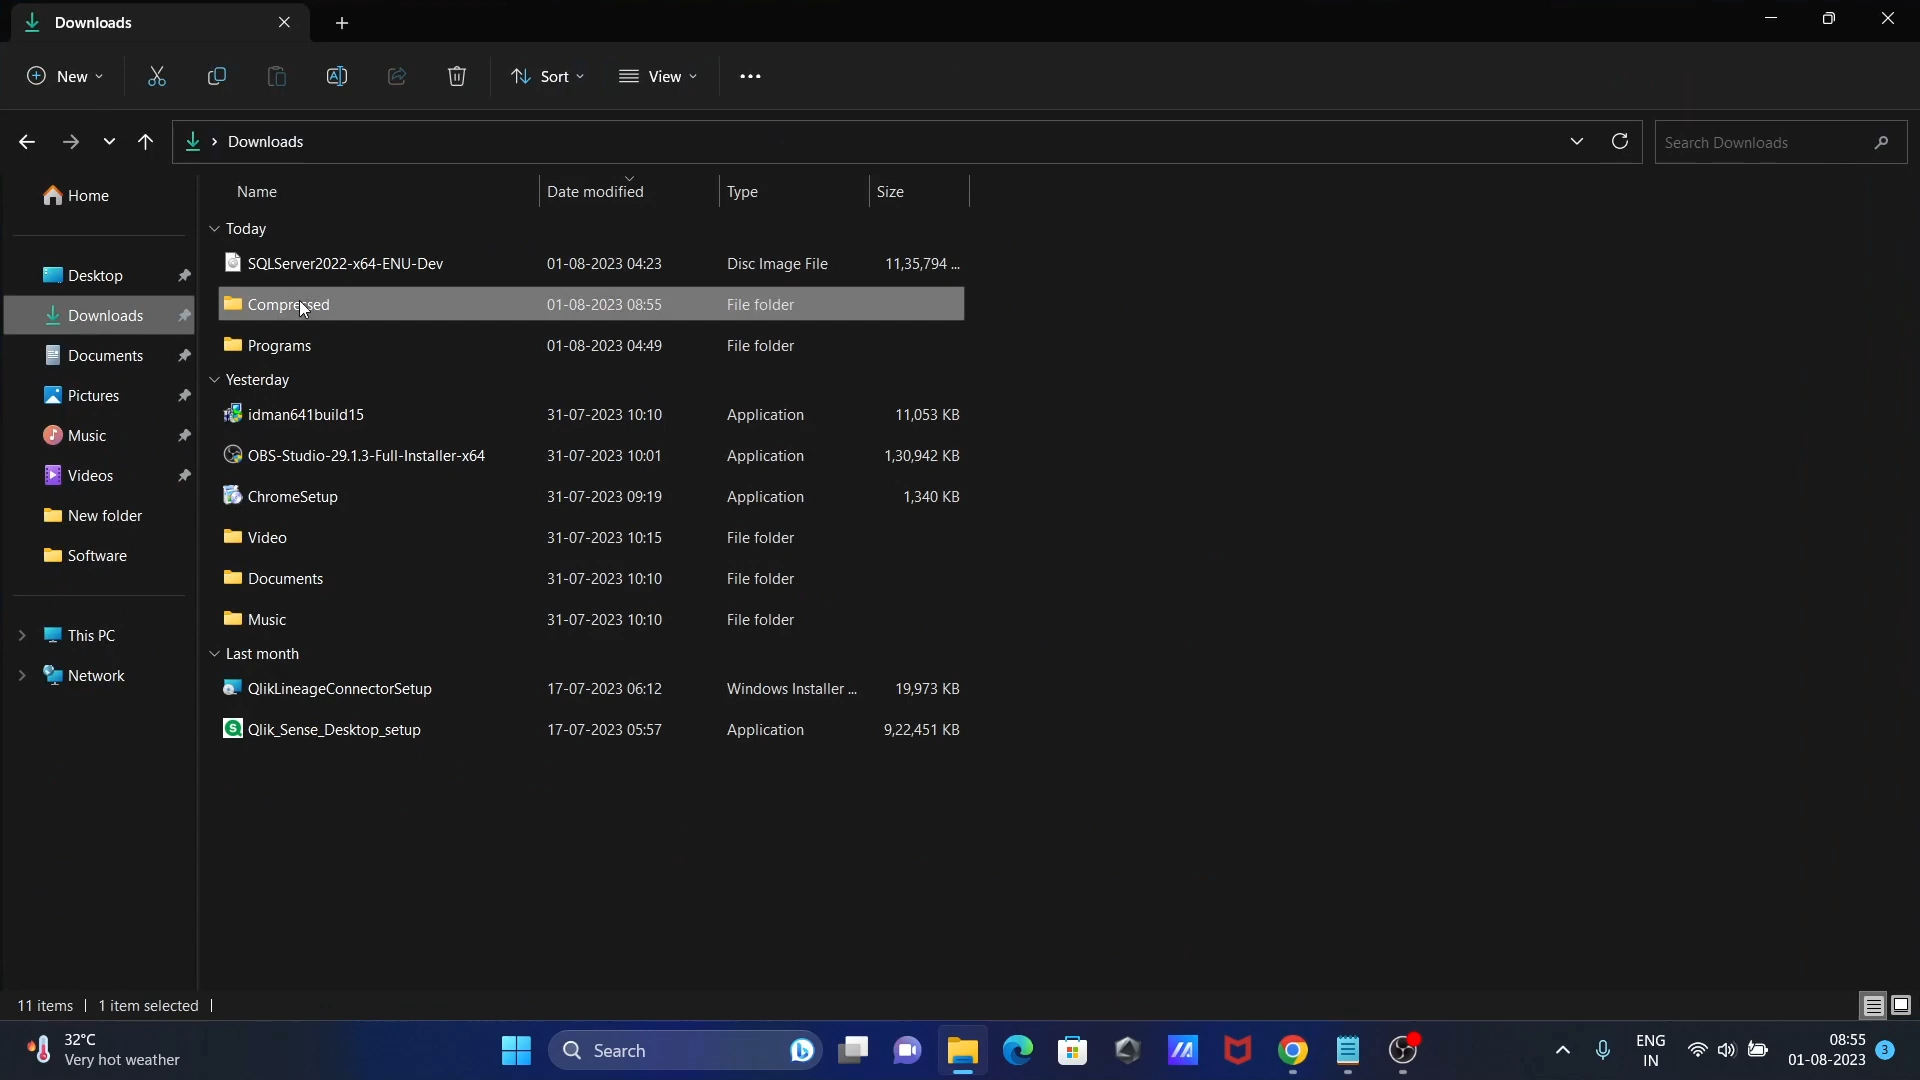 Downloads
New
Sort
View
Downloads
Search Downloads
Home
Desktop
Downloads
Documents
Pictures
Music
Videos
New folder
Software
This PC
Network
Name Date modified Type Size
Today
SQLServer2022-x64-ENU-Dev 01-08-2023 04:23 Disc Image File 11,35,794 ...
Compressed 01-08-2023 08:55 File folder
Programs 01-08-2023 04:49 File folder
Yesterday
idman641build15 31-07-2023 10:10 Application 11,053 KB
OBS-Studio-29.1.3-Full-Installer-x64 31-07-2023 10:01 Application 1,30,942 KB
ChromeSetup 31-07-2023 09:19 Application 1,340 KB
Video 31-07-2023 10:15 File folder
Documents 31-07-2023 10:10 File folder
Music 31-07-2023 10:10 File folder
Last month
QlikLineageConnectorSetup 17-07-2023 06:12 Windows Installer ... 19,973 KB
Qlik_Sense_Desktop_setup 17-07-2023 05:57 Application 9,22,451 KB
11 items 1 item selected
32°C
Very hot weather
Search
ENG
IN
08:55
01-08-2023
3